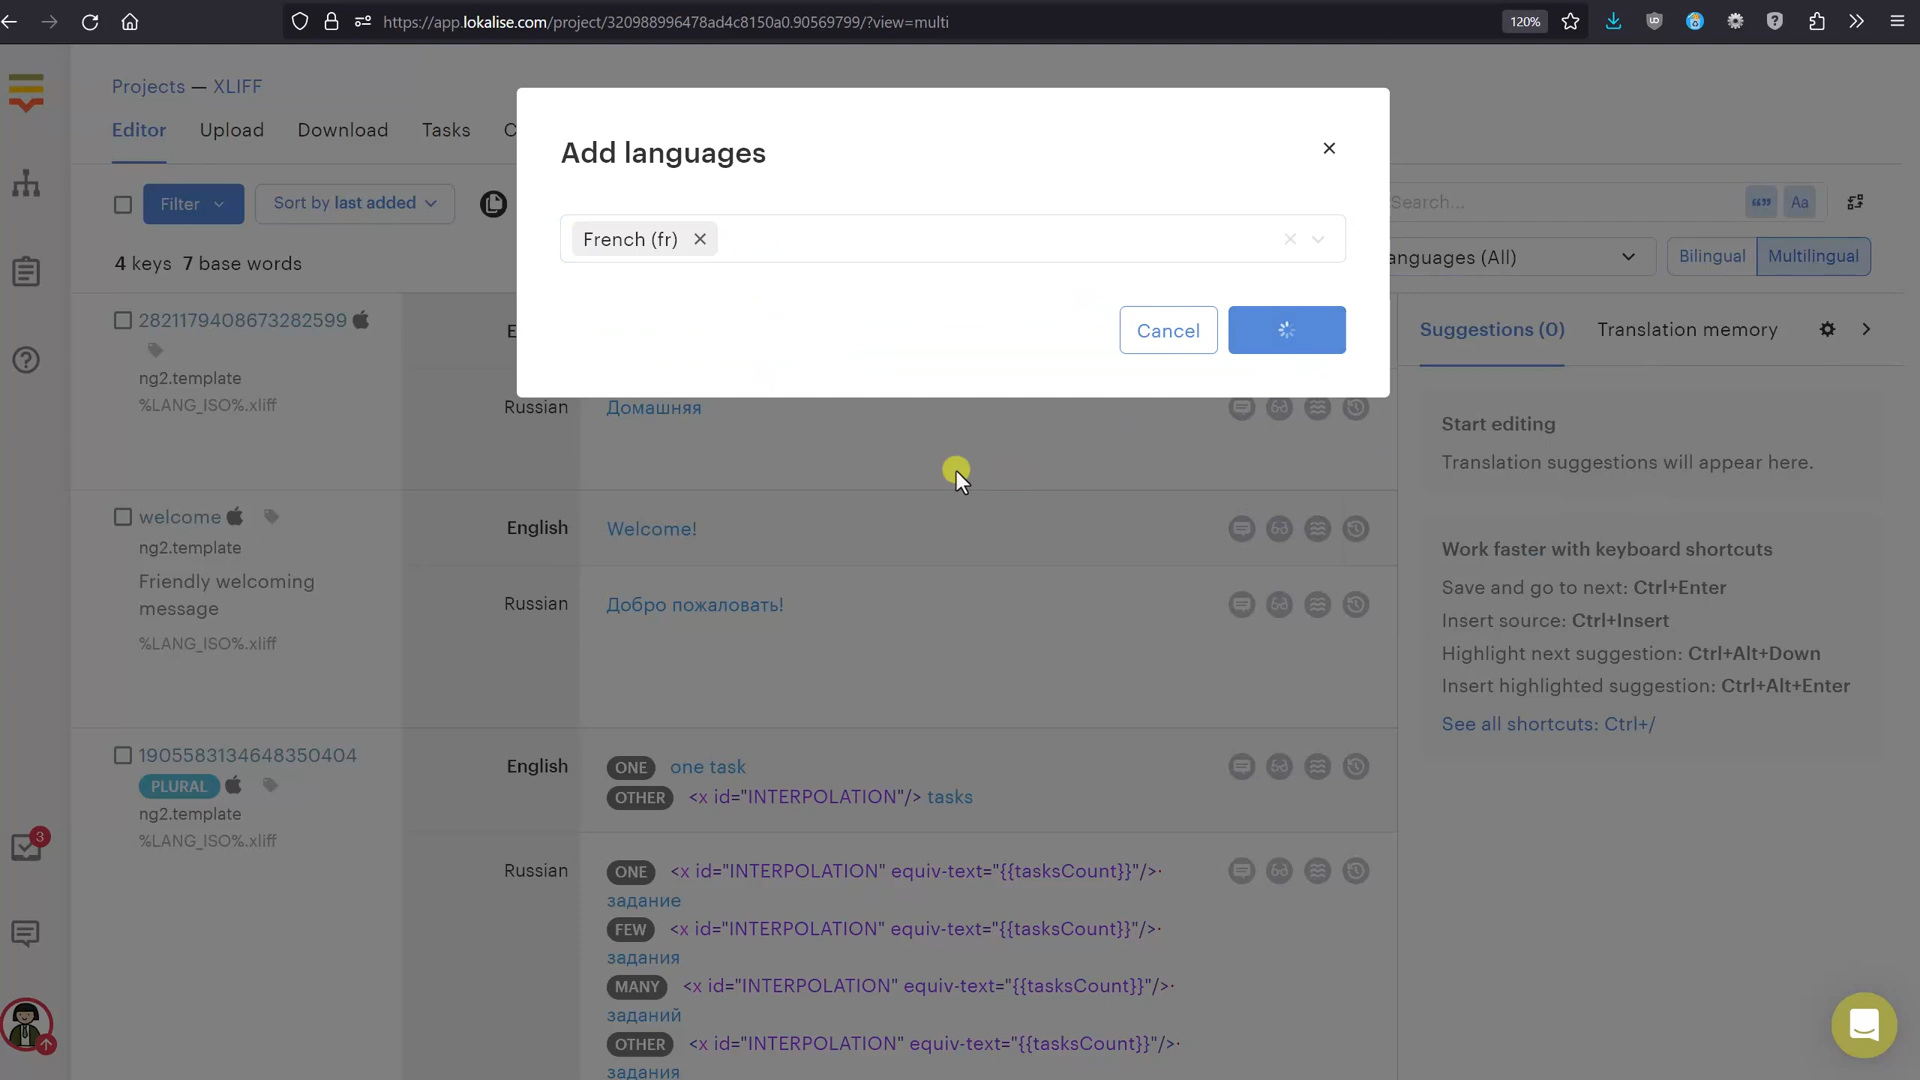 https://app.lokalise.com/project/320988996478ad4c8150a0.90569799/?view=multi
120%
Projects — XLIFF
Editor Upload Download Tasks C
Add languages
French (fr)
Cancel
Filter
Sort by last added
Search...
Aa
4 keys 7 base words
anguages (All)
Bilingual Multilingual
2821179408673282599
ng2.template
%LANG_ISO%.xliff
E
Russian Домашняя
welcome
ng2.template
Friendly welcoming
message
%LANG_ISO%.xliff
English Welcome!
Russian Добро пожаловать!
1905583134648350404
PLURAL
ng2.template
%LANG_ISO%.xliff
English ONE one task
OTHER <x id="INTERPOLATION"/> tasks
Russian ONE <x id="INTERPOLATION" equiv-text="{{tasksCount}}"/>·
задание
FEW <x id="INTERPOLATION" equiv-text="{{tasksCount}}"/>·
задания
MANY <x id="INTERPOLATION" equiv-text="{{tasksCount}}"/>·
заданий
OTHER <x id="INTERPOLATION" equiv-text="{{tasksCount}}"/>·
задания
Suggestions (0) Translation memory
Start editing
Translation suggestions will appear here.
Work faster with keyboard shortcuts
Save and go to next: Ctrl+Enter
Insert source: Ctrl+Insert
Highlight next suggestion: Ctrl+Alt+Down
Insert highlighted suggestion: Ctrl+Alt+Enter
See all shortcuts: Ctrl+/
3